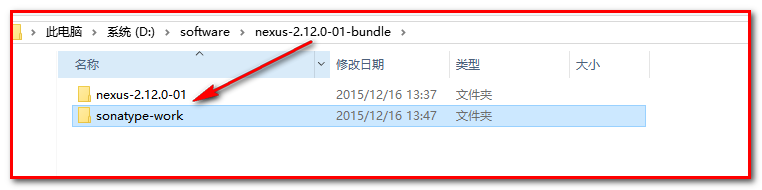 此电脑 > 系统 (D:) > software > nexus-2.12.0-01-bundle >
名称 修改日期 类型 大小
nexus-2.12.0-01 2015/12/16 13:37 文件夹
sonatype-work 2015/12/16 13:47 文件夹